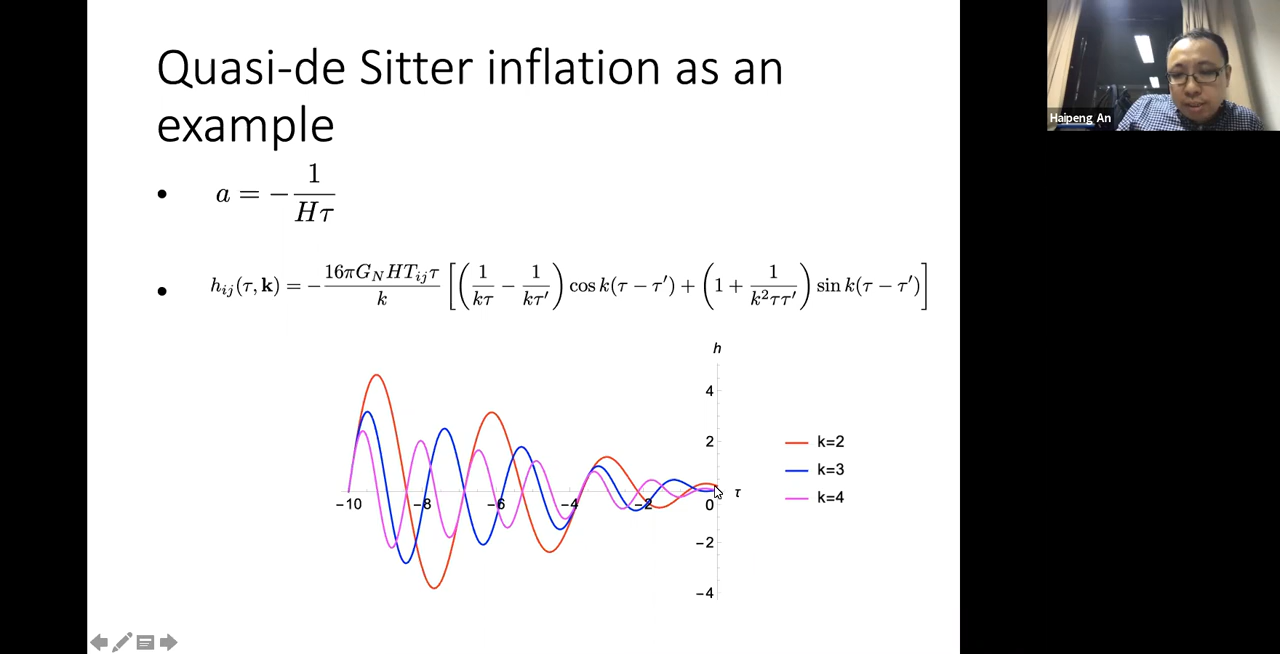 Quasi-de Sitter inflation as an
example
• a = −1/(Hτ)
• h_ij(τ, k) = −(16πG_N H T_ij τ)/k [(1/(kτ) − 1/(kτ′)) cos k(τ − τ′) + (1 + 1/(k²ττ′)) sin k(τ − τ′)]
h
4
2
0
−2
−4
−10 −8 −6 −4 −2
τ
k=2
k=3
k=4
Haipeng An